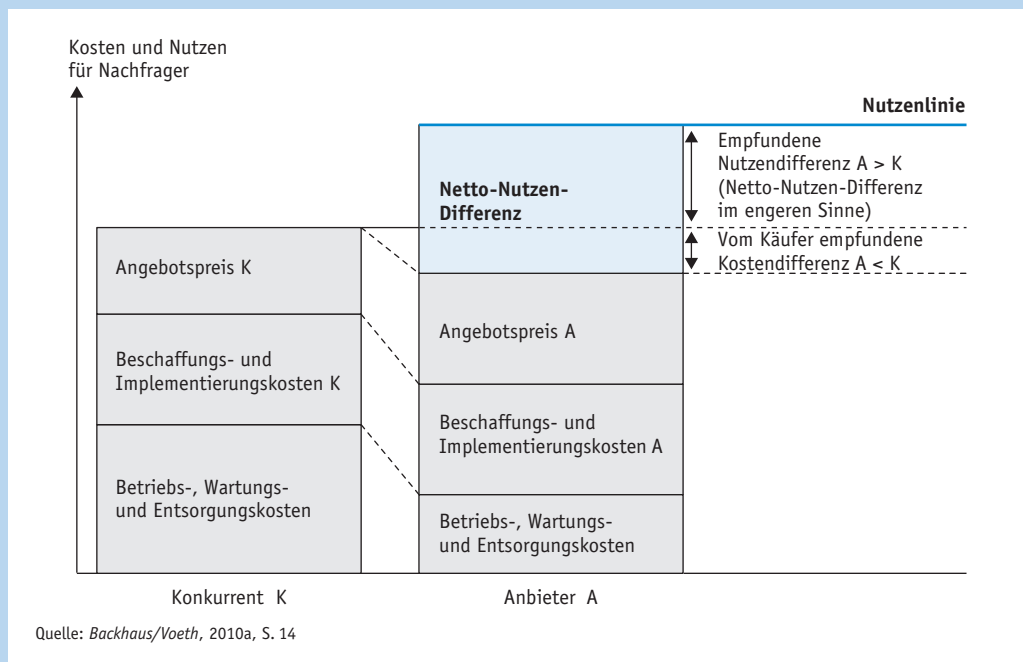 Kosten und Nutzen
für Nachfrager
Nutzenlinie
Empfundene
Nutzendifferenz A > K
(Netto-Nutzen-Differenz
im engeren Sinne)
Vom Käufer empfundene
Kostendifferenz A < K
Netto-Nutzen-
Differenz
Angebotspreis K
Beschaffungs- und
Implementierungskosten K
Betriebs-, Wartungs-
und Entsorgungskosten
Angebotspreis A
Beschaffungs- und
Implementierungskosten A
Betriebs-, Wartungs-
und Entsorgungskosten
Konkurrent K
Anbieter A
Quelle: Backhaus/Voeth, 2010a, S. 14